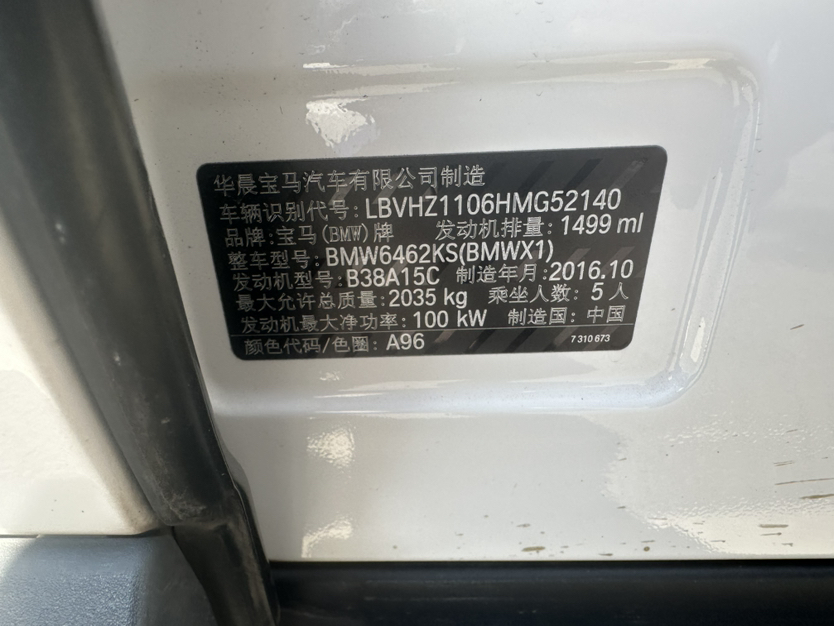 华晨宝马汽车有限公司制造
车辆识别代号: LBVHZ1106HMG52140
品牌: 宝马(BMW)牌 发动机排量: 1499 ml
整车型号: BMW6462KS(BMWX1)
发动机型号: B38A15C 制造年月: 2016.10
最大允许总质量: 2035 kg 乘坐人数: 5 人
发动机最大净功率: 100 kW 制造国: 中国
颜色代码/色圈: A96 7 310 673